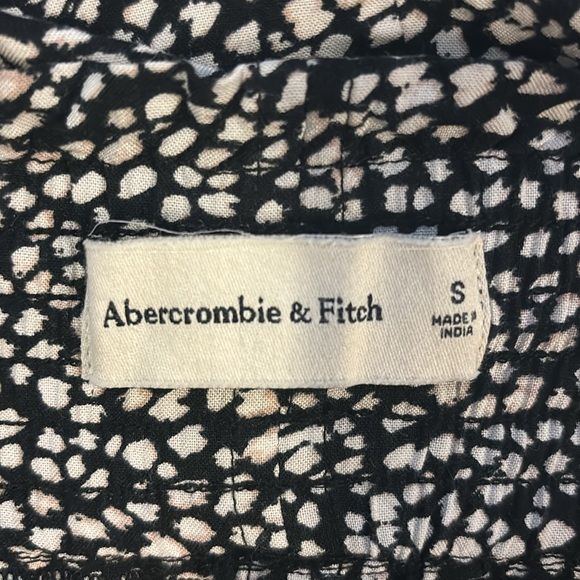 Abercrombie & Fitch
S
MADE IN
INDIA